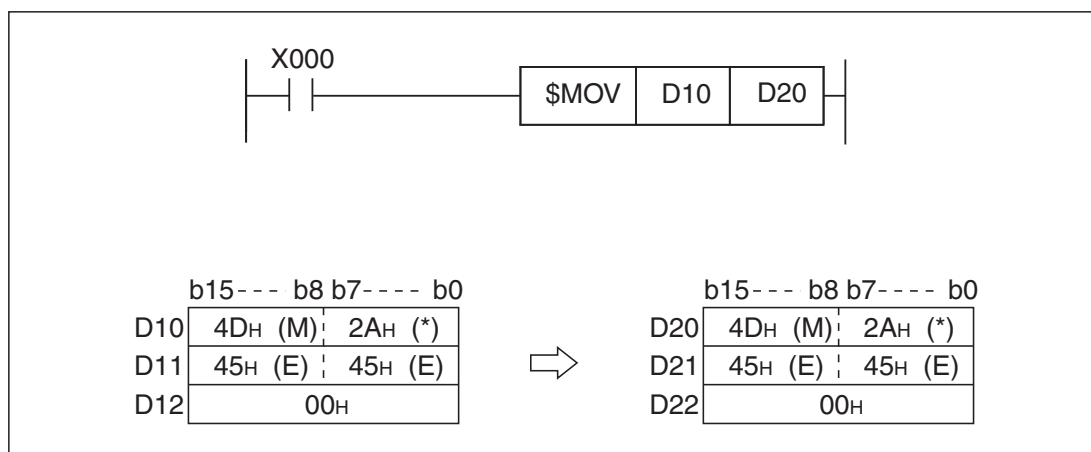 X000
$MOV D10 D20
b15--- b8 b7---- b0 b15--- b8 b7---- b0
D10 4DH (M) 2AH (*) D20 4DH (M) 2AH (*)
D11 45H (E) 45H (E) D21 45H (E) 45H (E)
D12 00H D22 00H